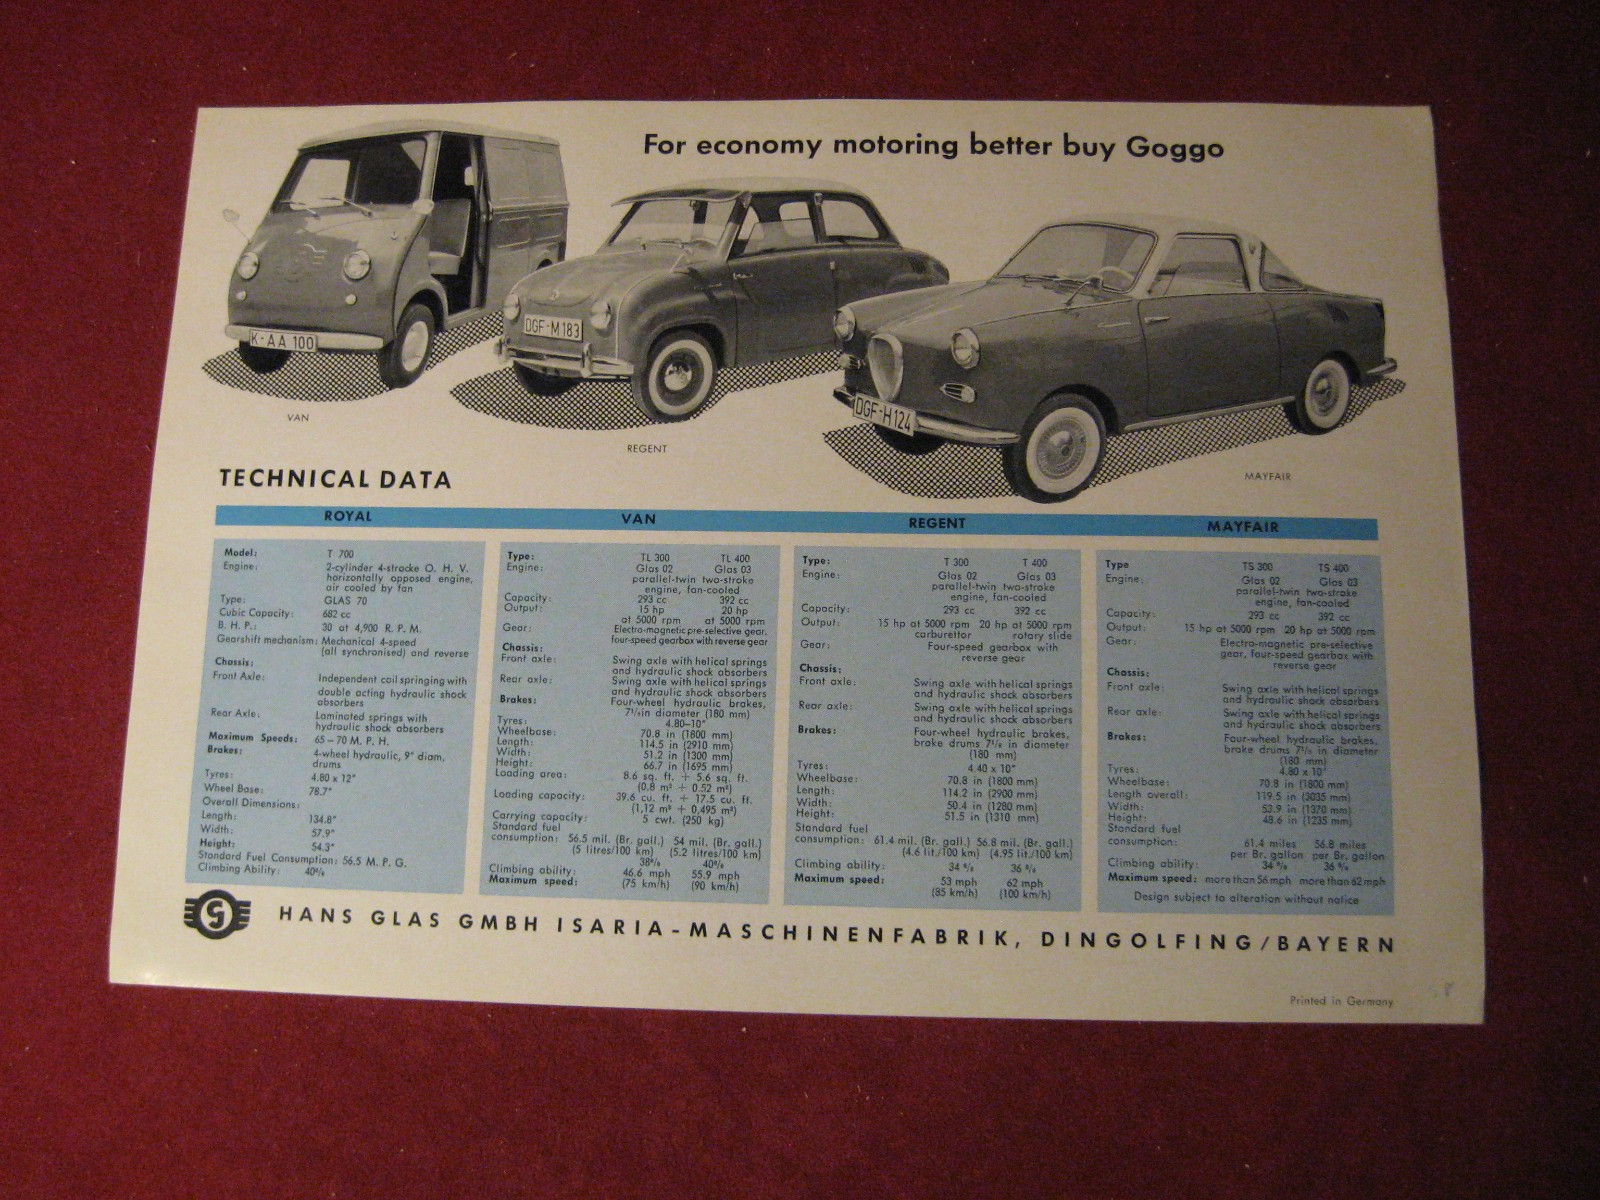 For economy motoring better buy Goggo
K-AA 100
DGF-M 183
DGF-H 124
VAN
REGENT
MAYFAIR
TECHNICAL DATA
ROYAL
Model: T 700
Engine: 2-cylinder 4-strocke O. H. V.
horizontally opposed engine,
air cooled by fan
Type: GLAS 70
Cubic Capacity: 682 cc
B. H. P.: 30 at 4,900 R. P. M.
Gearshift mechanism: Mechanical 4-speed
(all synchronised) and reverse
Chassis:
Front Axle: Independent coil springing with
double acting hydraulic shock
absorbers
Rear Axle: Laminated springs with
hydraulic shock absorbers
Maximum Speeds: 65–70 M. P. H.
Brakes: 4-wheel hydraulic, 9" diam,
drums
Tyres: 4.80 x 12"
Wheel Base: 78.7"
Overall Dimensions:
Length: 134.8"
Width: 57.9"
Height: 54.3"
Standard Fuel Consumption: 56.5 M. P. G.
Climbing Ability: 40%
VAN
Type: TL 300 TL 400
Engine: Glas 02 Glas 03
parallel-twin two-stroke
engine, fan-cooled
Capacity: 293 cc 392 cc
Output: 15 hp 20 hp
at 5000 rpm at 5000 rpm
Gear: Electro-magnetic pre-selective gear,
four-speed gearbox with reverse gear
Chassis:
Front axle: Swing axle with helical springs
and hydraulic shock absorbers
Rear axle: Swing axle with helical springs
and hydraulic shock absorbers
Brakes: Four-wheel hydraulic brakes,
in diameter (180 mm)
Tyres: 4.80–10"
Wheelbase: 70.8 in (1800 mm)
Length: 114.5 in (2910 mm)
Width: 51.2 in (1300 mm)
Height: 66.7 in (1695 mm)
Loading area: 8.6 sq. ft. + 5.6 sq. ft.
(0.8 m² + 0.52 m²)
Loading capacity: 39.6 cu. ft. + 17.5 cu. ft.
(1,12 m³ + 0,495 m³)
Carrying capacity: 5 cwt. (250 kg)
Standard fuel
consumption: 56.5 mil. (Br. gall.) 54 mil. (Br. gall.)
(5 litres/100 km) (5.2 litres/100 km)
Climbing ability: 38% 40%
Maximum speed: 46.6 mph 55.9 mph
(75 km/h) (90 km/h)
REGENT
Type: T 300 T 400
Engine: Glas 02 Glas 03
parallel-twin two-stroke
engine, fan-cooled
Capacity: 293 cc 392 cc
Output: 15 hp at 5000 rpm 20 hp at 5000 rpm
carburettor rotary slide
Gear: Four-speed gearbox with
reverse gear
Chassis:
Front axle: Swing axle with helical springs
and hydraulic shock absorbers
Rear axle: Swing axle with helical springs
and hydraulic shock absorbers
Brakes: Four-wheel hydraulic brakes,
brake drums in diameter
(180 mm)
Tyres: 4.40 x 10"
Wheelbase: 70.8 in (1800 mm)
Length: 114.2 in (2900 mm)
Width: 50.4 in (1280 mm)
Height: 51.5 in (1310 mm)
Standard fuel
consumption: 61.4 mil. (Br. gall.) 56.8 mil. (Br. gall.)
(4.6 lit./100 km) (4.95 lit./100 km)
Climbing ability: 34 % 36 %
Maximum speed: 53 mph 62 mph
(85 km/h) (100 km/h)
MAYFAIR
Type TS 300 TS 400
Engine: Glas 02 Glas 03
parallel-twin two-stroke
engine, fan-cooled
Capacity: 293 cc 392 cc
Output: 15 hp at 5000 rpm 20 hp at 5000 rpm
Gear: Electro-magnetic pre-selective
gear, four-speed gearbox with
reverse gear
Chassis:
Front axle: Swing axle with helical springs
and hydraulic shock absorbers
Rear axle: Swing axle with helical springs
and hydraulic shock absorbers
Brakes: Four-wheel hydraulic brakes,
brake drums in diameter
(180 mm)
Tyres: 4.80 x 10"
Wheelbase: 70.8 in (1800 mm)
Length overall: 119.5 in (3035 mm)
Width: 53.9 in (1370 mm)
Height: 48.6 in (1235 mm)
Standard fuel
consumption: 61.4 miles 56.8 miles
per Br. gallon per Br. gallon
Climbing ability: 34 % 36 %
Maximum speed: more than 56 mph more than 62 mph
Design subject to alteration without notice
HANS GLAS GMBH ISARIA-MASCHINENFABRIK, DINGOLFING/BAYERN
Printed in Germany